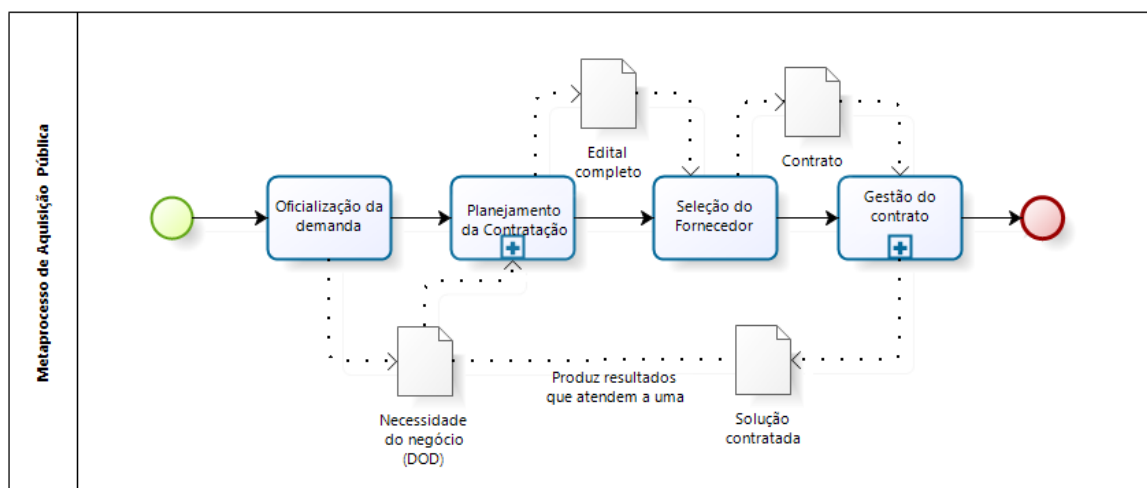 Metaprocesso de Aquisição Pública
Edital
completo
Contrato
Oficialização da
demanda
Planejamento
da Contratação
Seleção do
Fornecedor
Gestão do
contrato
Produz resultados
que atendem a uma
Necessidade
do negócio
(DOD)
Solução
contratada